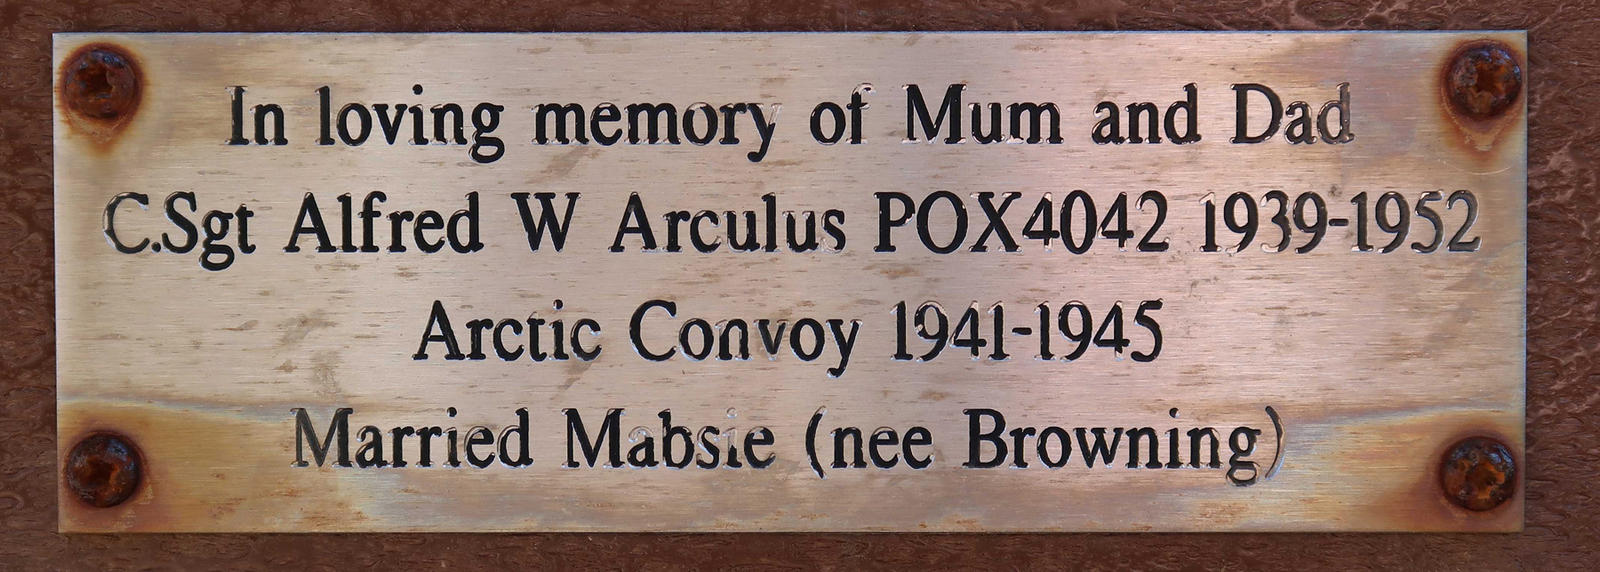 In loving memory of Mum and Dad
C.Sgt Alfred W Arculus POX4042 1939-1952
Arctic Convoy 1941-1945
Married Mabsie (nee Browning)